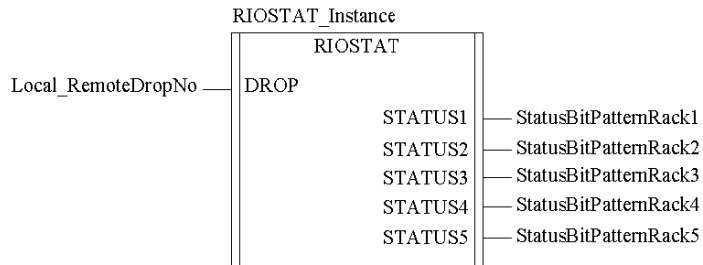 RIOSTAT_Instance
RIOSTAT
Local_RemoteDropNo DROP
STATUS1 StatusBitPatternRack1
STATUS2 StatusBitPatternRack2
STATUS3 StatusBitPatternRack3
STATUS4 StatusBitPatternRack4
STATUS5 StatusBitPatternRack5